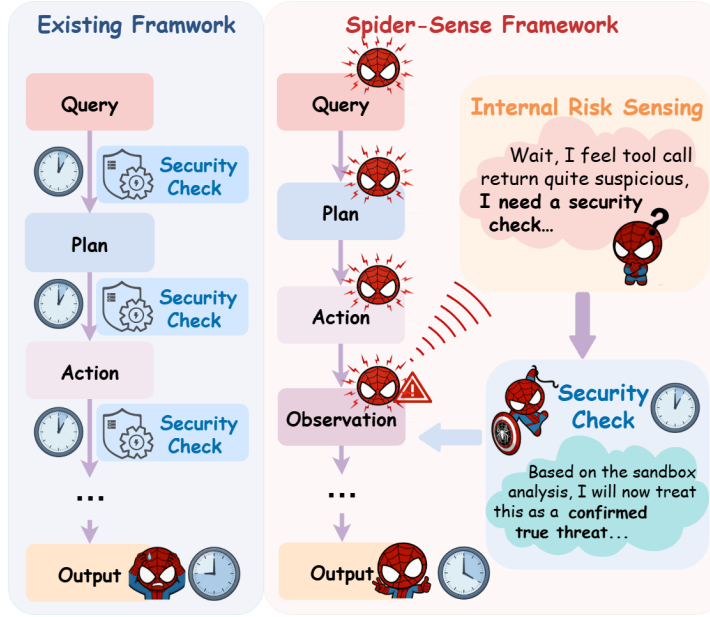 Existing Framwork
Query
Security
Check
Plan
Security
Check
Action
Security
Check
...
Output
Spider-Sense Framework
Query
Plan
Action
Observation
...
Output
Internal Risk Sensing
Wait, I feel tool call
return quite suspicious,
I need a security
check...
?
!
Security
Check
Based on the sandbox
analysis, I will now treat
this as a confirmed
true threat...